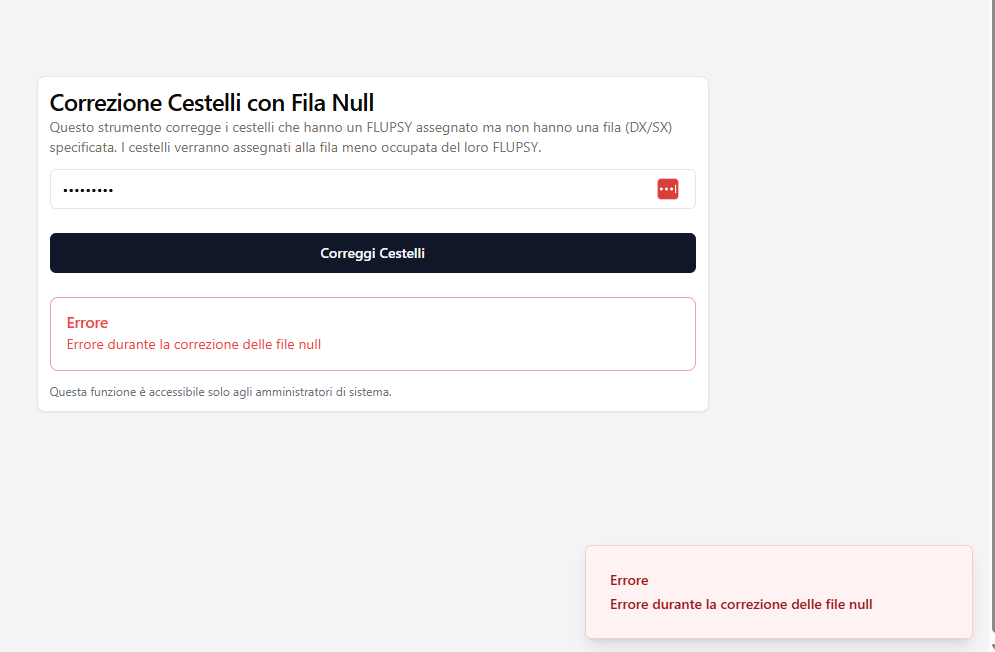 Correzione Cestelli con Fila Null
Questo strumento corregge i cestelli che hanno un FLUPSY assegnato ma non hanno una fila (DX/SX)
specificata. I cestelli verranno assegnati alla fila meno occupata del loro FLUPSY.
•••••••••
Correggi Cestelli
Errore
Errore durante la correzione delle file null
Questa funzione è accessibile solo agli amministratori di sistema.
Errore
Errore durante la correzione delle file null